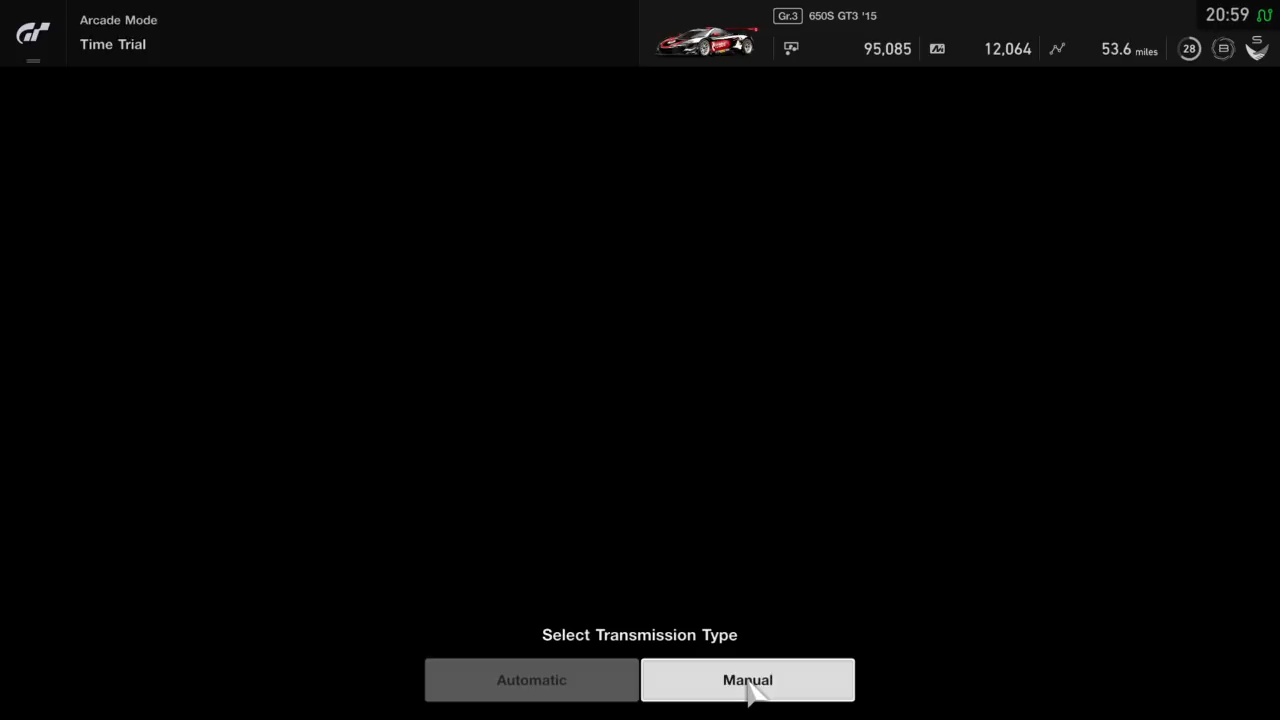 Arcade Mode
Time Trial
Gr.3 650S GT3 '15
95,085 12,064 53.6 miles 28 B S
20:59
Select Transmission Type
Automatic Manual